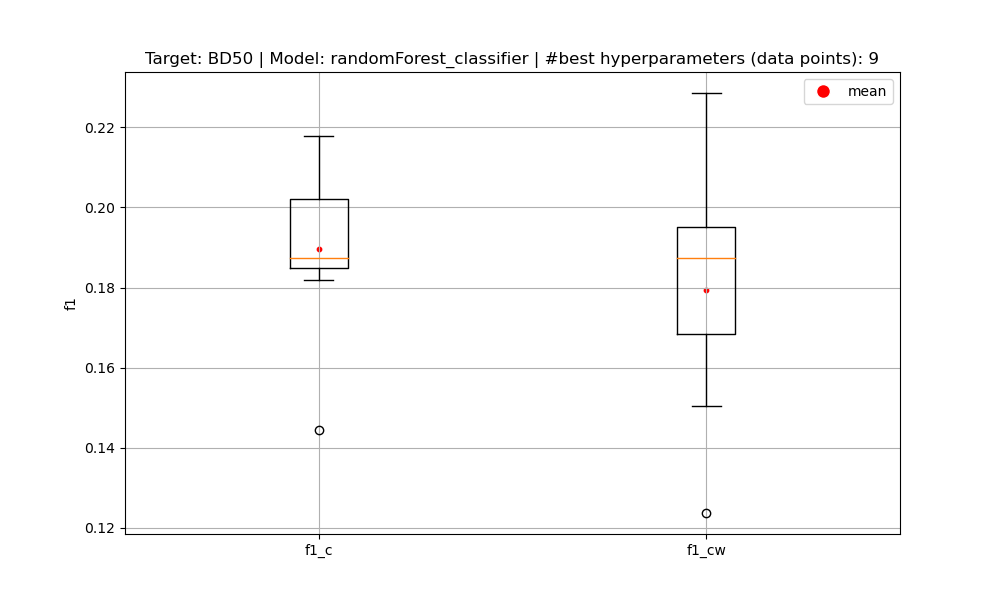 Target: BD50 | Model: randomForest_classifier | #best hyperparameters (data points): 9
mean
0.22
0.20
0.18
0.16
0.14
0.12
f1
f1_c
f1_cw